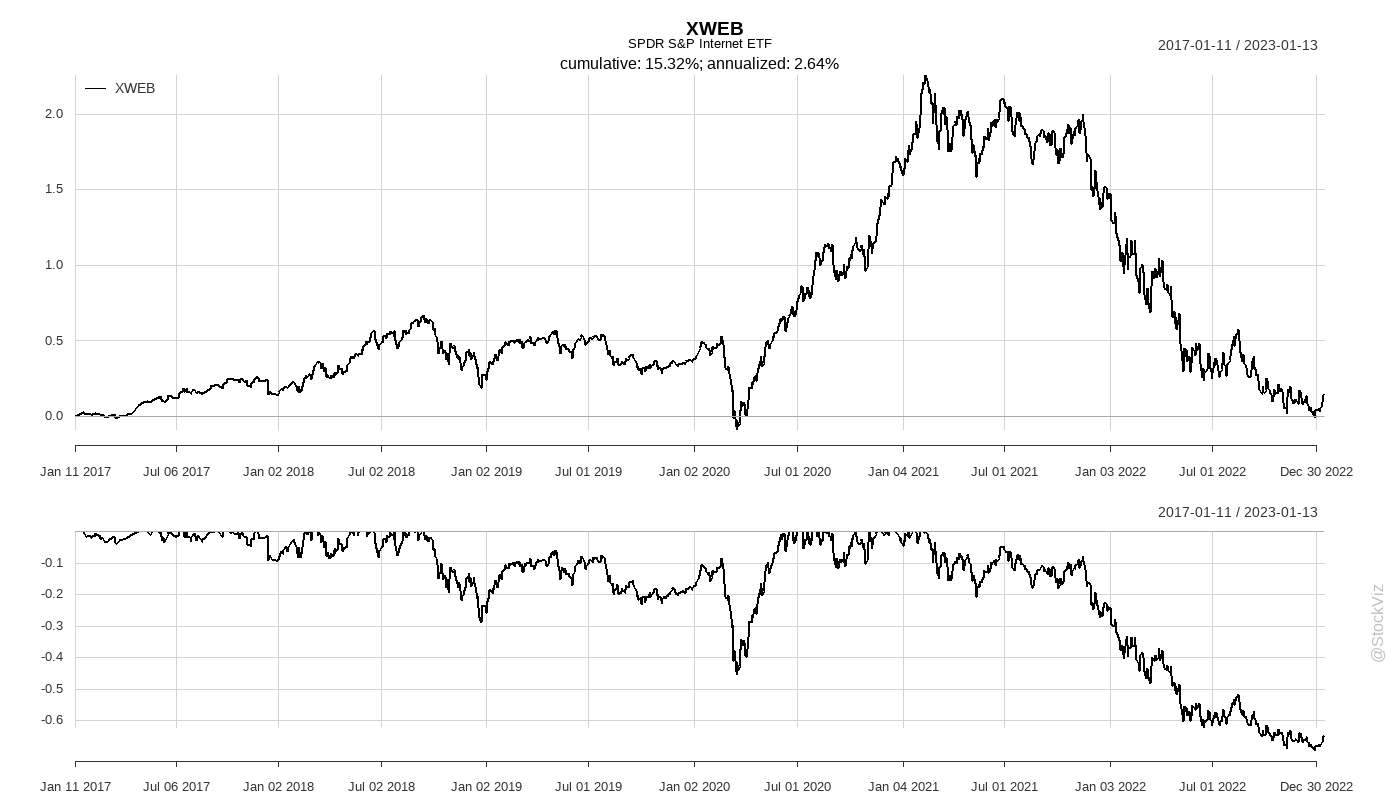 XWEB
SPDR S&P Internet ETF
cumulative: 15.32%; annualized: 2.64%
2017-01-11 / 2023-01-13
XWEB
2.0
1.5
1.0
0.5
0.0
Jan 11 2017 Jul 06 2017 Jan 02 2018 Jul 02 2018 Jan 02 2019 Jul 01 2019 Jan 02 2020 Jul 01 2020 Jan 04 2021 Jul 01 2021 Jan 03 2022 Jul 01 2022 Dec 30 2022
2017-01-11 / 2023-01-13
-0.1
-0.2
-0.3
-0.4
-0.5
-0.6
Jan 11 2017 Jul 06 2017 Jan 02 2018 Jul 02 2018 Jan 02 2019 Jul 01 2019 Jan 02 2020 Jul 01 2020 Jan 04 2021 Jul 01 2021 Jan 03 2022 Jul 01 2022 Dec 30 2022
@StockViz